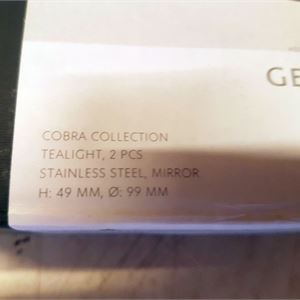 GE
COBRA COLLECTION
TEALIGHT, 2 PCS
STAINLESS STEEL, MIRROR
H: 49 MM, Ø: 99 MM